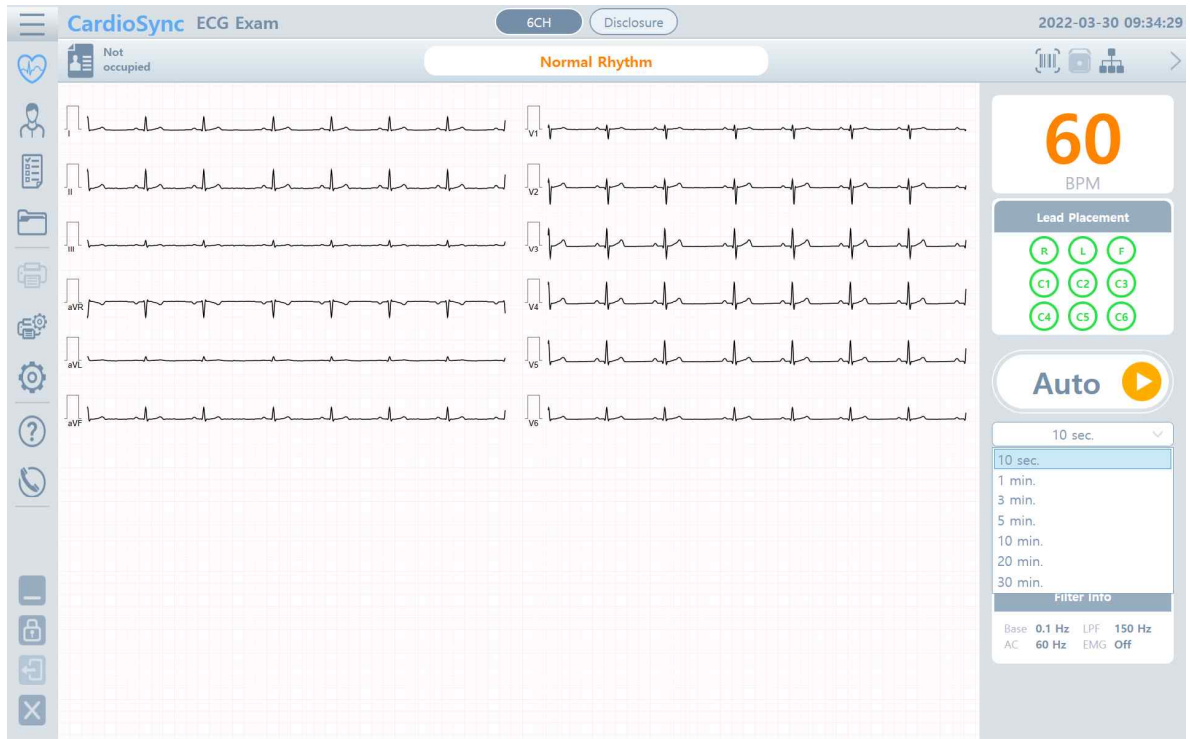 CardioSync ECG Exam
6CH
Disclosure
2022-03-30 09:34:29
Not
occupied
Normal Rhythm
I
II
III
aVR
aVL
aVF
V1
V2
V3
V4
V5
V6
60
BPM
Lead Placement
R L F
C1 C2 C3
C4 C5 C6
Auto
10 sec.
10 sec.
1 min.
3 min.
5 min.
10 min.
20 min.
30 min.
Filter Info
Base 0.1 Hz LPF 150 Hz
AC 60 Hz EMG Off